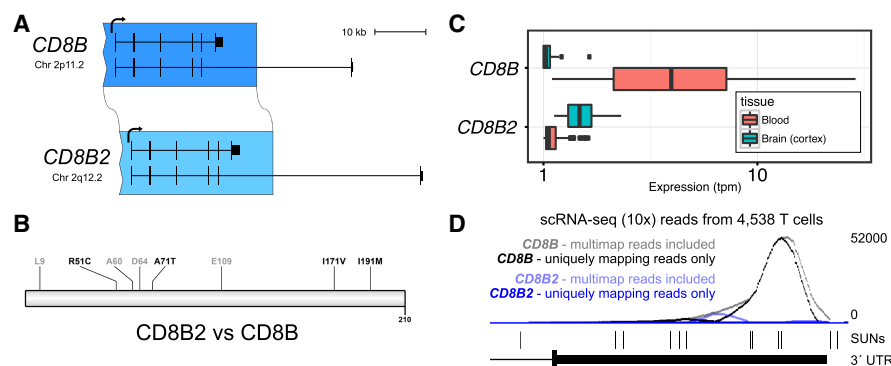 A
CD8B
Chr 2p11.2
10 kb
CD8B2
Chr 2q12.2
B
L9
R51C
A60
D64
A71T
E109
I171V
I191M
210
CD8B2 vs CD8B
C
CD8B
CD8B2
tissue
Blood
Brain (cortex)
1
10
Expression (tpm)
D
scRNA-seq (10x) reads from 4,538 T cells
CD8B - multimap reads included
CD8B - uniquely mapping reads only
CD8B2 - multimap reads included
CD8B2 - uniquely mapping reads only
52000
0
SUNs
3´ UTR